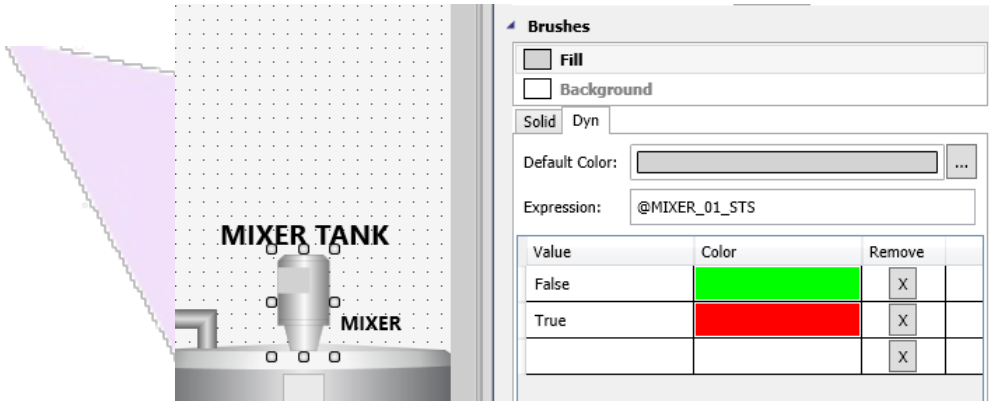 MIXER TANK
MIXER
Brushes
Fill
Background
Solid Dyn
Default Color: ...
Expression: @MIXER_01_STS
Value Color Remove
False X
True X
X